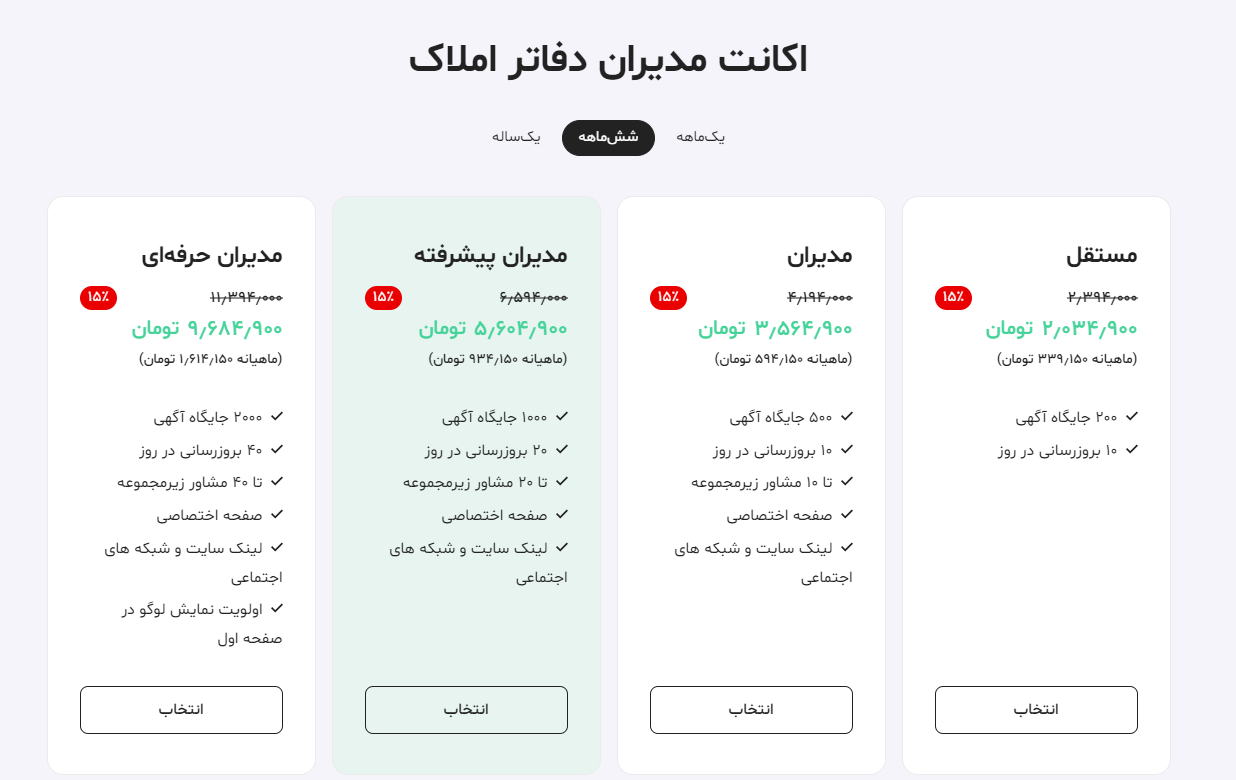 اکانت مدیران دفاتر املاک
یک‌ماهه
شش‌ماهه
یک‌ساله
مستقل
۲٫۳۹۴٫۰۰۰
۱۵٪
۲٫۰۳۴٫۹۰۰ تومان
(ماهیانه ۳۳۹٫۱۵۰ تومان)
۲۰۰ جایگاه آگهی
۱۰ بروزرسانی در روز
انتخاب
مدیران
۴٫۱۹۴٫۰۰۰
۱۵٪
۳٫۵۶۴٫۹۰۰ تومان
(ماهیانه ۵۹۴٫۱۵۰ تومان)
۵۰۰ جایگاه آگهی
۱۰ بروزرسانی در روز
تا ۱۰ مشاور زیرمجموعه
صفحه اختصاصی
لینک سایت و شبکه های
اجتماعی
انتخاب
مدیران پیشرفته
۶٫۵۹۴٫۰۰۰
۱۵٪
۵٫۶۰۴٫۹۰۰ تومان
(ماهیانه ۹۳۴٫۱۵۰ تومان)
۱۰۰۰ جایگاه آگهی
۲۰ بروزرسانی در روز
تا ۲۰ مشاور زیرمجموعه
صفحه اختصاصی
لینک سایت و شبکه های
اجتماعی
انتخاب
مدیران حرفه‌ای
۱۱٫۳۹۴٫۰۰۰
۱۵٪
۹٫۶۸۴٫۹۰۰ تومان
(ماهیانه ۱٫۶۱۴٫۱۵۰ تومان)
۲۰۰۰ جایگاه آگهی
۴۰ بروزرسانی در روز
تا ۴۰ مشاور زیرمجموعه
صفحه اختصاصی
لینک سایت و شبکه های
اجتماعی
اولویت نمایش لوگو در
صفحه اول
انتخاب